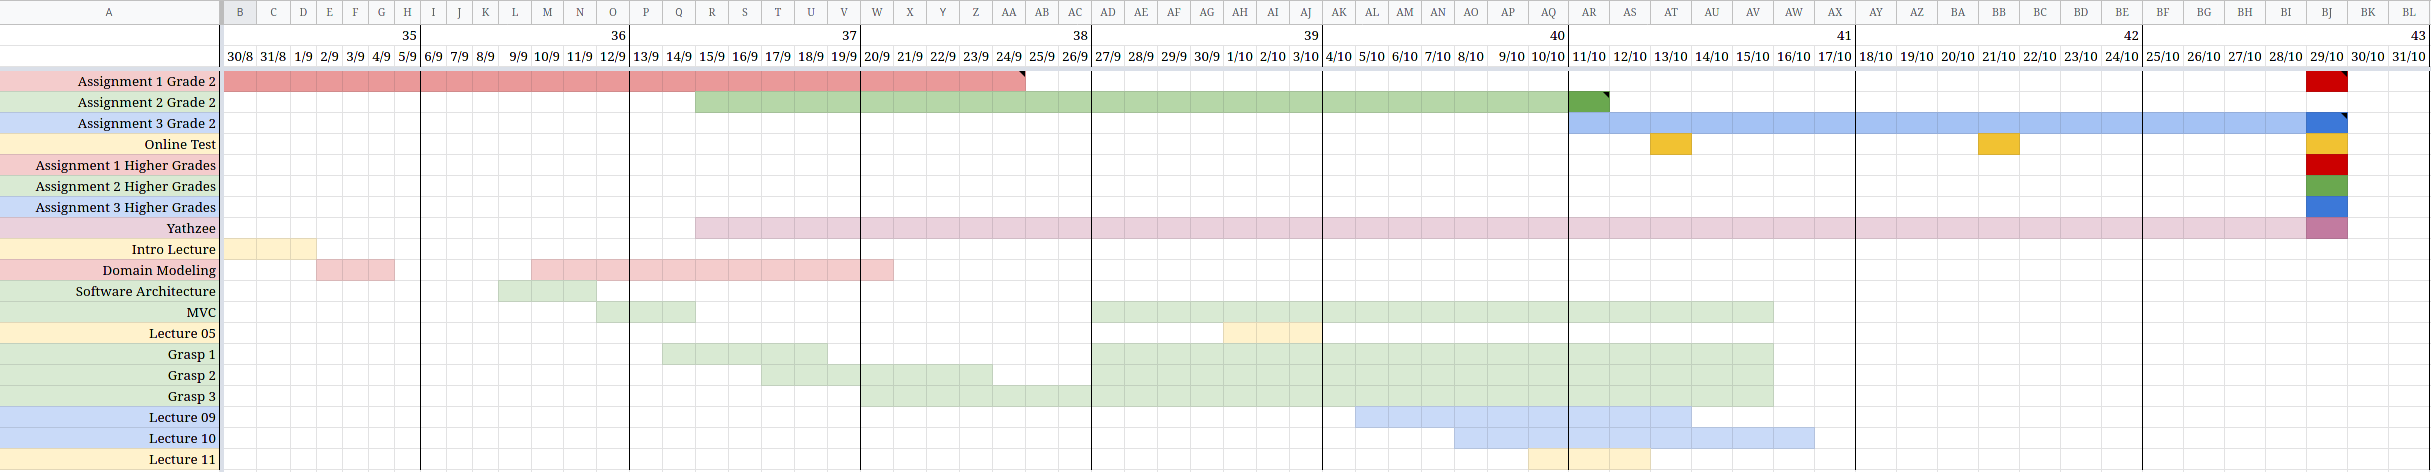 A B C D E F G H I J K L M N O P Q R S T U V W X Y Z AA AB AC AD AE AF AG AH AI AJ AK AL AM AN AO AP AQ AR AS AT AU AV AW AX AY AZ BA BB BC BD BE BF BG BH BI BJ BK BL
35 36 37 38 39 40 41 42 43
30/8 31/8 1/9 2/9 3/9 4/9 5/9 6/9 7/9 8/9 9/9 10/9 11/9 12/9 13/9 14/9 15/9 16/9 17/9 18/9 19/9 20/9 21/9 22/9 23/9 24/9 25/9 26/9 27/9 28/9 29/9 30/9 1/10 2/10 3/10 4/10 5/10 6/10 7/10 8/10 9/10 10/10 11/10 12/10 13/10 14/10 15/10 16/10 17/10 18/10 19/10 20/10 21/10 22/10 23/10 24/10 25/10 26/10 27/10 28/10 29/10 30/10 31/10
Assignment 1 Grade 2
Assignment 2 Grade 2
Assignment 3 Grade 2
Online Test
Assignment 1 Higher Grades
Assignment 2 Higher Grades
Assignment 3 Higher Grades
Yathzee
Intro Lecture
Domain Modeling
Software Architecture
MVC
Lecture 05
Grasp 1
Grasp 2
Grasp 3
Lecture 09
Lecture 10
Lecture 11